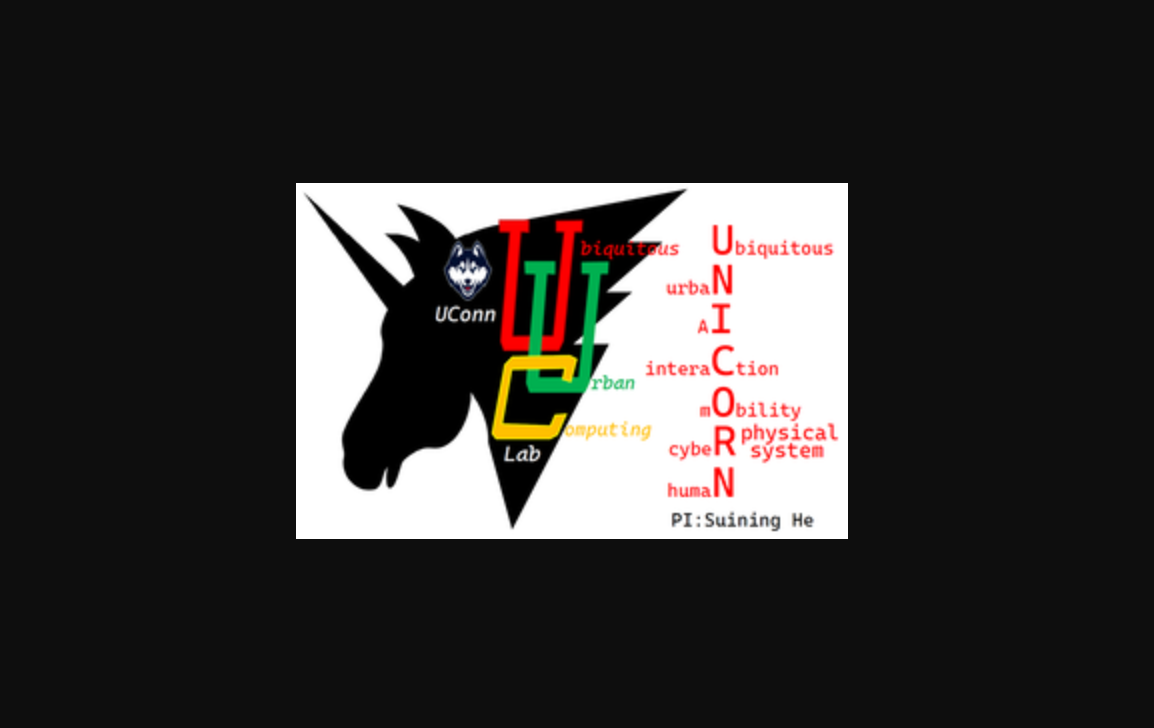 Ubiquitous
UConn
Urban
Computing
Lab
Ubiquitous
urbaN
AI
interaCtion
mObility
cybeR physical system
humaN
PI:Suining He